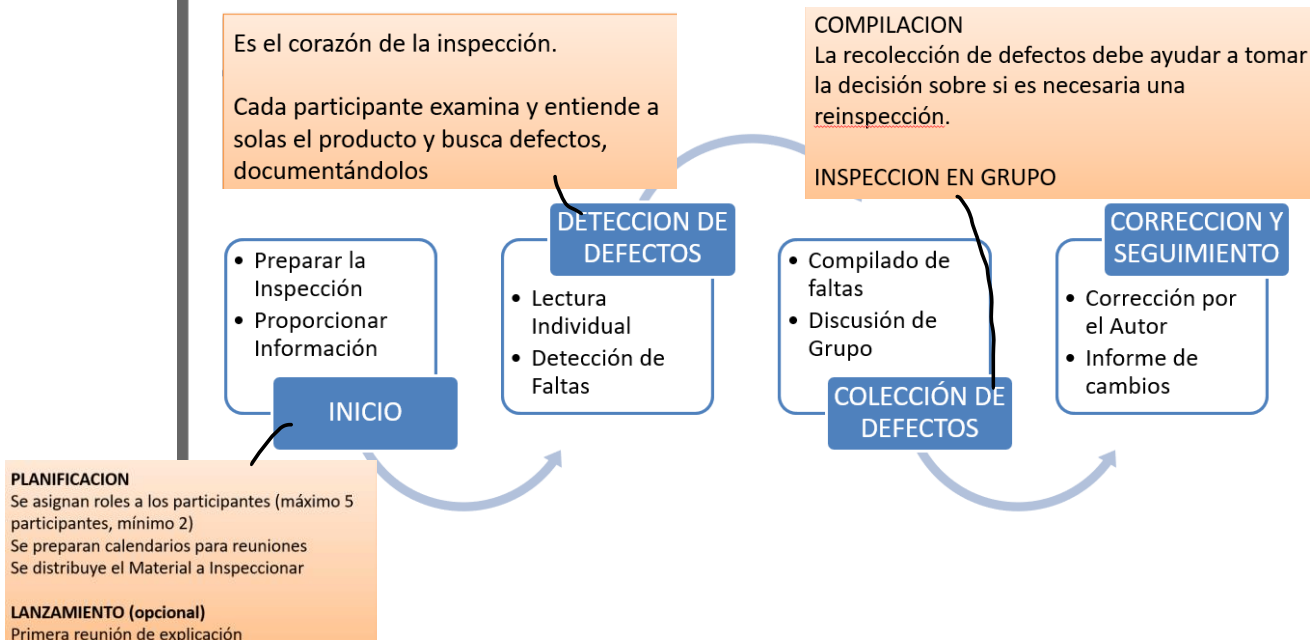 Es el corazón de la inspección.
Cada participante examina y entiende a
solas el producto y busca defectos,
documentándolos
COMPILACION
La recolección de defectos debe ayudar a tomar
la decisión sobre si es necesaria una
reinspección.
INSPECCION EN GRUPO
• Preparar la
Inspección
• Proporcionar
Información
INICIO
DETECCION DE
DEFECTOS
• Lectura
Individual
• Detección de
Faltas
• Compilado de
faltas
• Discusión de
Grupo
COLECCIÓN DE
DEFECTOS
CORRECCION Y
SEGUIMIENTO
• Corrección por
el Autor
• Informe de
cambios
PLANIFICACION
Se asignan roles a los participantes (máximo 5
participantes, mínimo 2)
Se preparan calendarios para reuniones
Se distribuye el Material a Inspeccionar
LANZAMIENTO (opcional)
Primera reunión de explicación